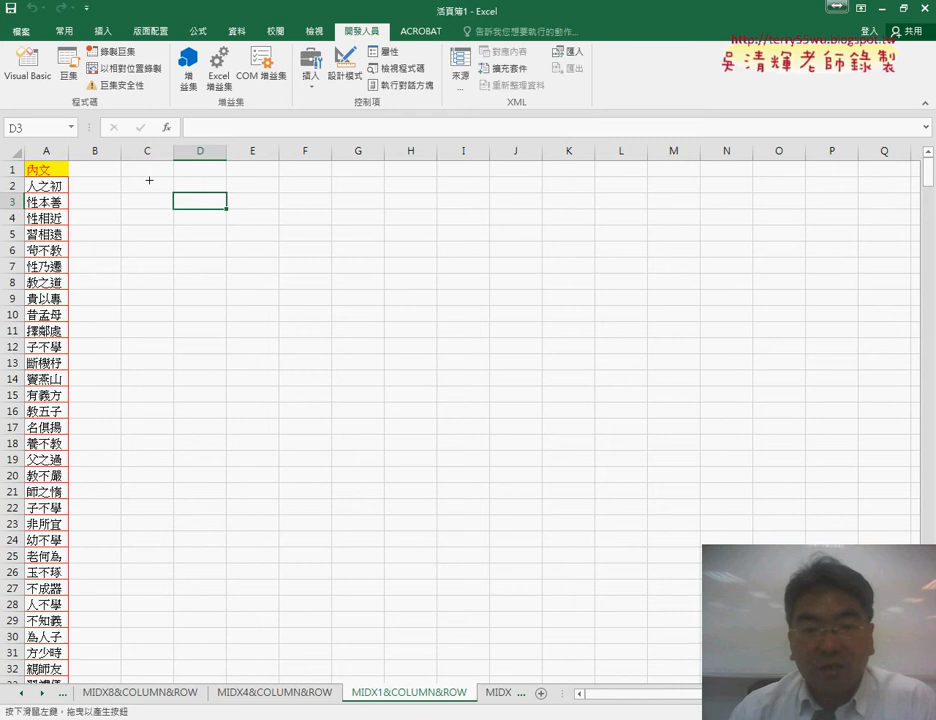 活頁簿1 - Excel
檔案 常用 插入 版面配置 公式 資料 校閱 檢視 開發人員 ACROBAT 告訴我您想要執行的動作... 登入 共用
http://terry55wu.blogspot.tw
吳清輝老師錄製
Visual Basic 巨集 錄製巨集 以相對位置錄製 巨集安全性
增益集 Excel 增益集 COM 增益集
插入 設計模式 屬性 檢視程式碼 執行對話方塊
來源... 對應內容 擴充套件 重新整理資料 匯入 匯出
程式碼 增益集 控制項 XML
D3 fx
A B C D E F G H I J K L M N O P Q
1 內文
2 人之初
3 性本善
4 性相近
5 習相遠
6 苟不教
7 性乃遷
8 教之道
9 貴以專
10 昔孟母
11 擇鄰處
12 子不學
13 斷機杼
14 竇燕山
15 有義方
16 教五子
17 名俱揚
18 養不教
19 父之過
20 教不嚴
21 師之惰
22 子不學
23 非所宜
24 幼不學
25 老何為
26 玉不琢
27 不成器
28 人不學
29 不知義
30 為人子
31 方少時
32 親師友
... MIDX8&COLUMN&ROW MIDX4&COLUMN&ROW MIDX1&COLUMN&ROW MIDX ...
按下滑鼠左鍵，拖曳以產生按鈕